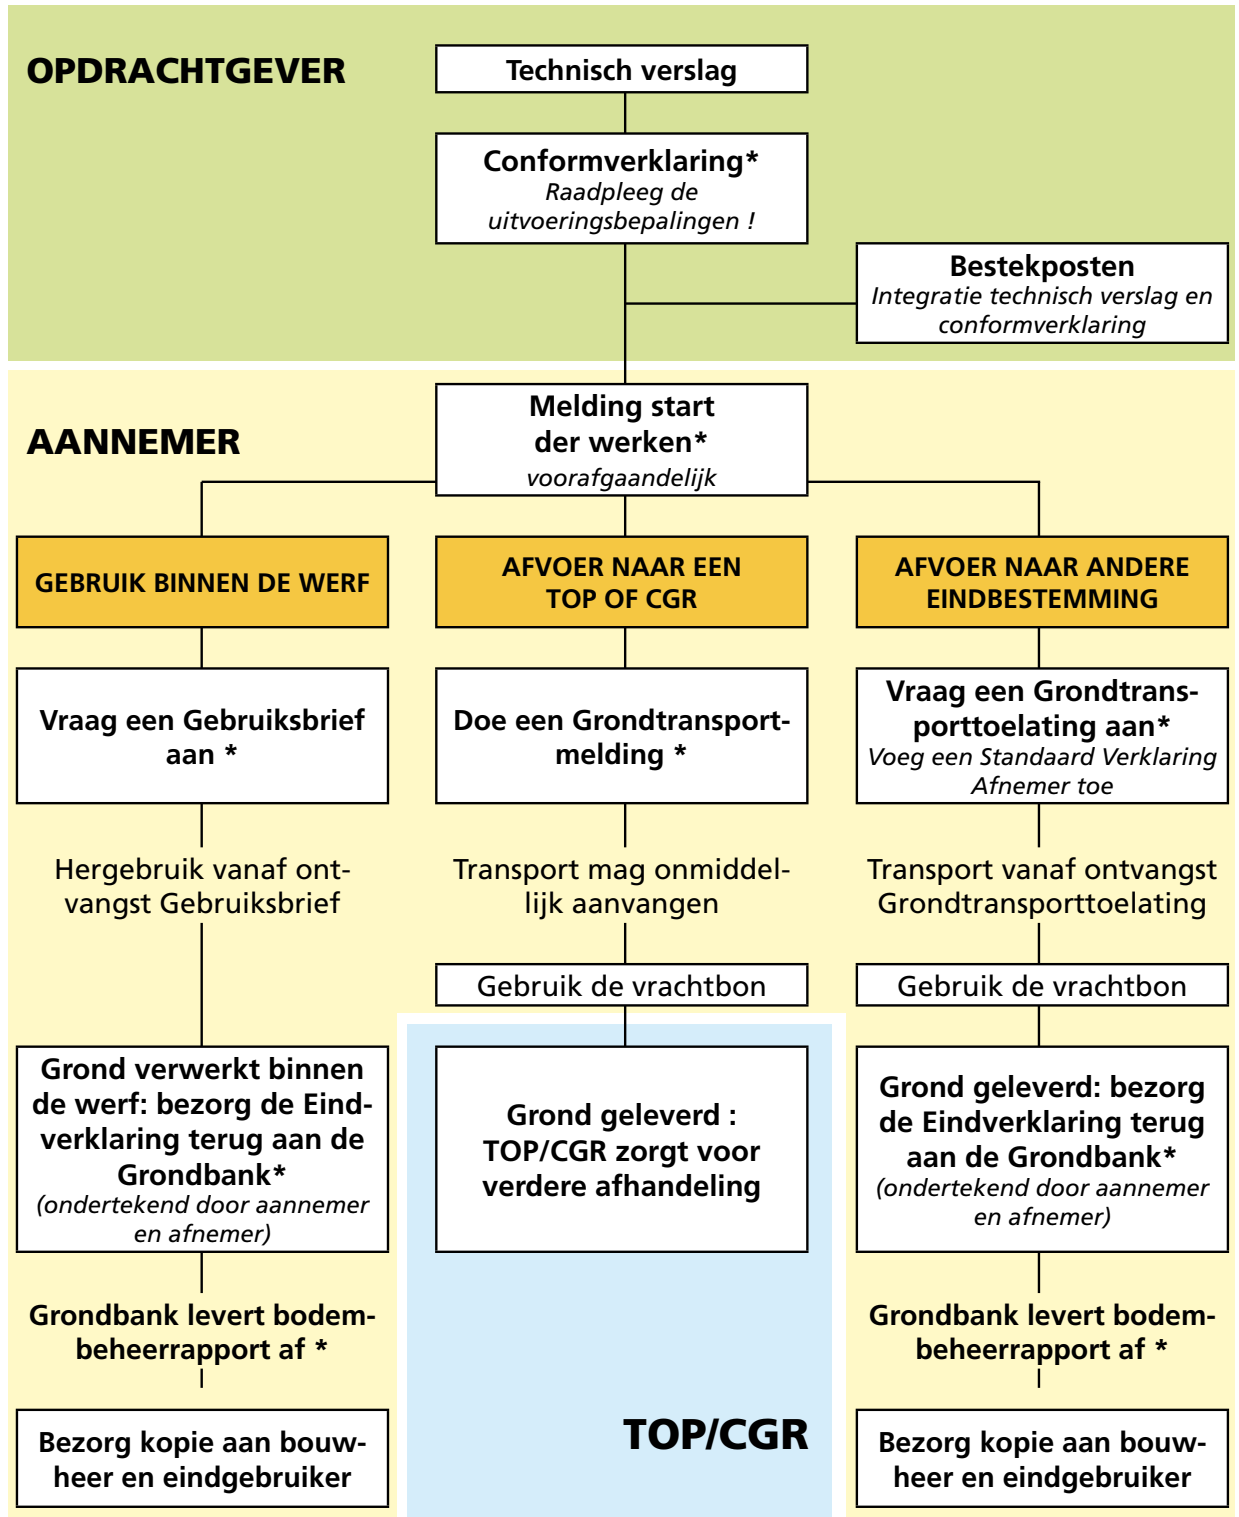 OPDRACHTGEVER
Technisch verslag
Conformverklaring*
Raadpleeg de
uitvoeringsbepalingen !
Bestekposten
Integratie technisch verslag en
conformverklaring
AANNEMER
Melding start
der werken*
voorafgaandelijk
GEBRUIK BINNEN DE WERF
AFVOER NAAR EEN
TOP OF CGR
AFVOER NAAR ANDERE
EINDBESTEMMING
Vraag een Gebruiksbrief
aan *
Doe een Grondtransport-
melding *
Vraag een Grondtrans-
porttoelating aan*
Voeg een Standaard Verklaring
Afnemer toe
Hergebruik vanaf ont-
vangst Gebruiksbrief
Transport mag onmiddel-
lijk aanvangen
Transport vanaf ontvangst
Grondtransporttoelating
Gebruik de vrachtbon
Gebruik de vrachtbon
Grond verwerkt binnen
de werf: bezorg de Eind-
verklaring terug aan de
Grondbank*
(ondertekend door aannemer
en afnemer)
Grond geleverd :
TOP/CGR zorgt voor
verdere afhandeling
Grond geleverd: bezorg
de Eindverklaring terug
aan de Grondbank*
(ondertekend door aannemer
en afnemer)
Grondbank levert bodem-
beheerrapport af *
Grondbank levert bodem-
beheerrapport af *
TOP/CGR
Bezorg kopie aan bouw-
heer en eindgebruiker
Bezorg kopie aan bouw-
heer en eindgebruiker